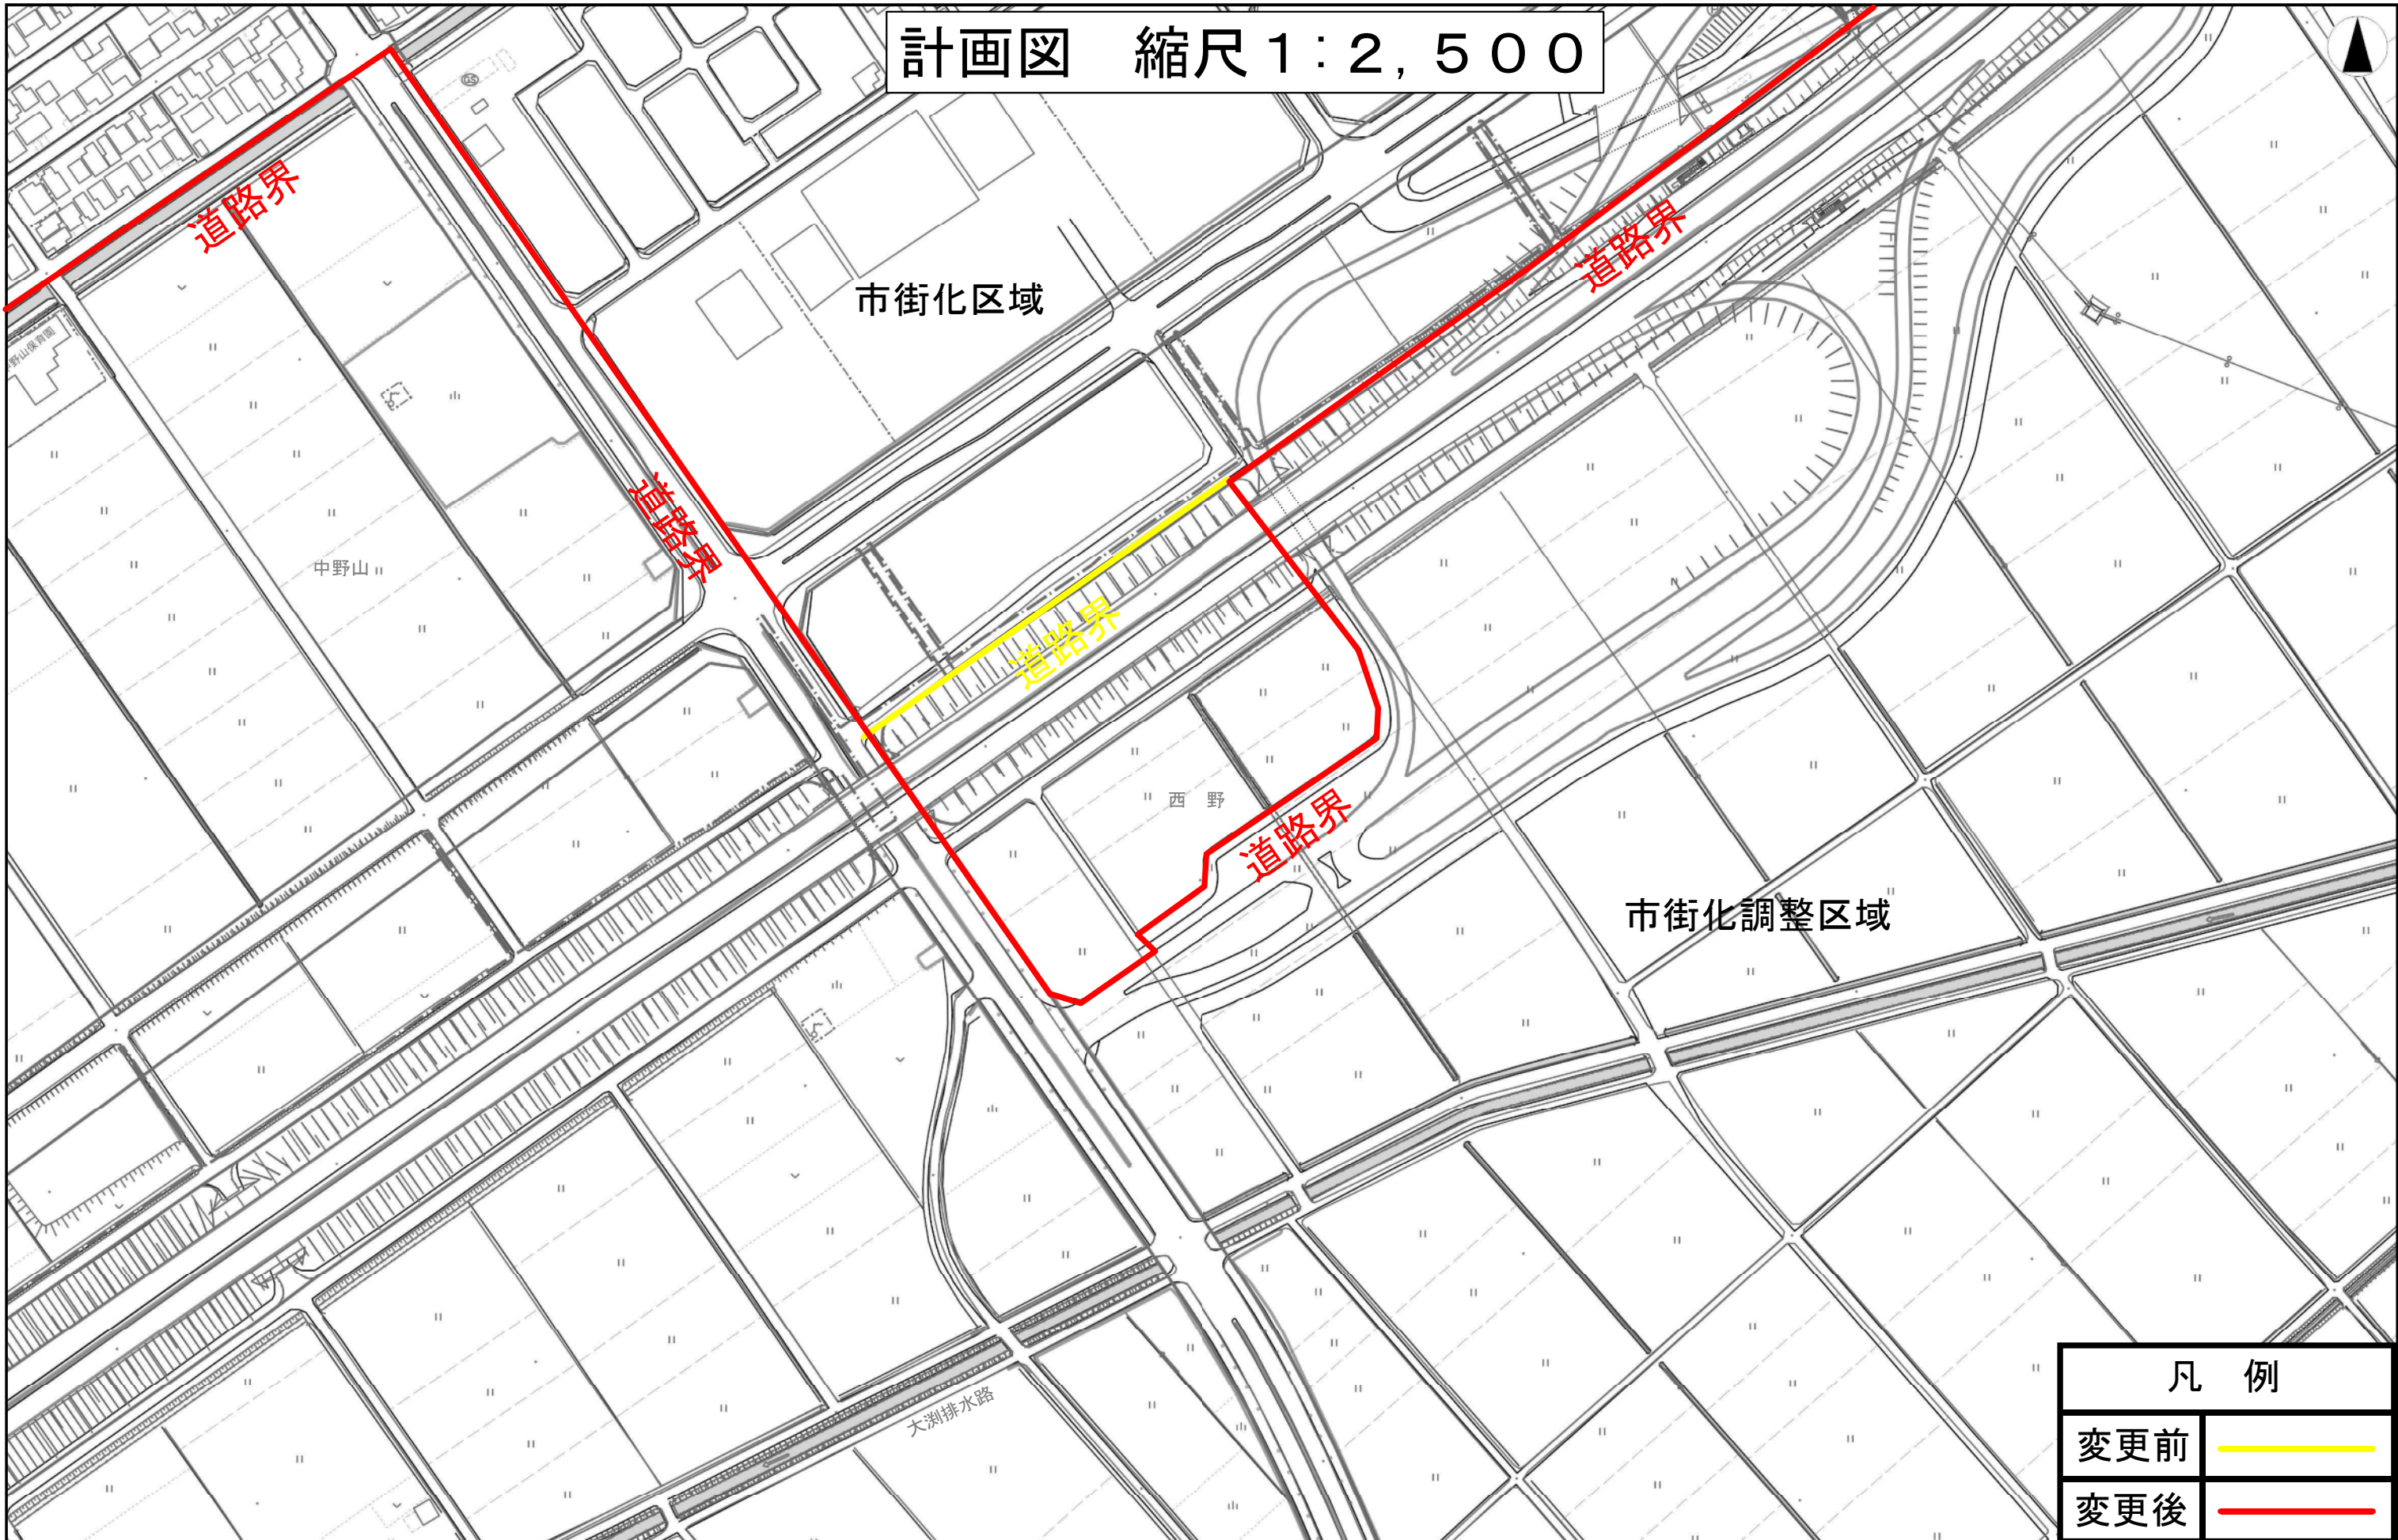 計画図　縮尺１：２，５００
道路界
道路界
市街化区域
道路界
中野山
道路界
西　野
道路界
市街化調整区域
大渕排水路
凡　例
変更前
変更後